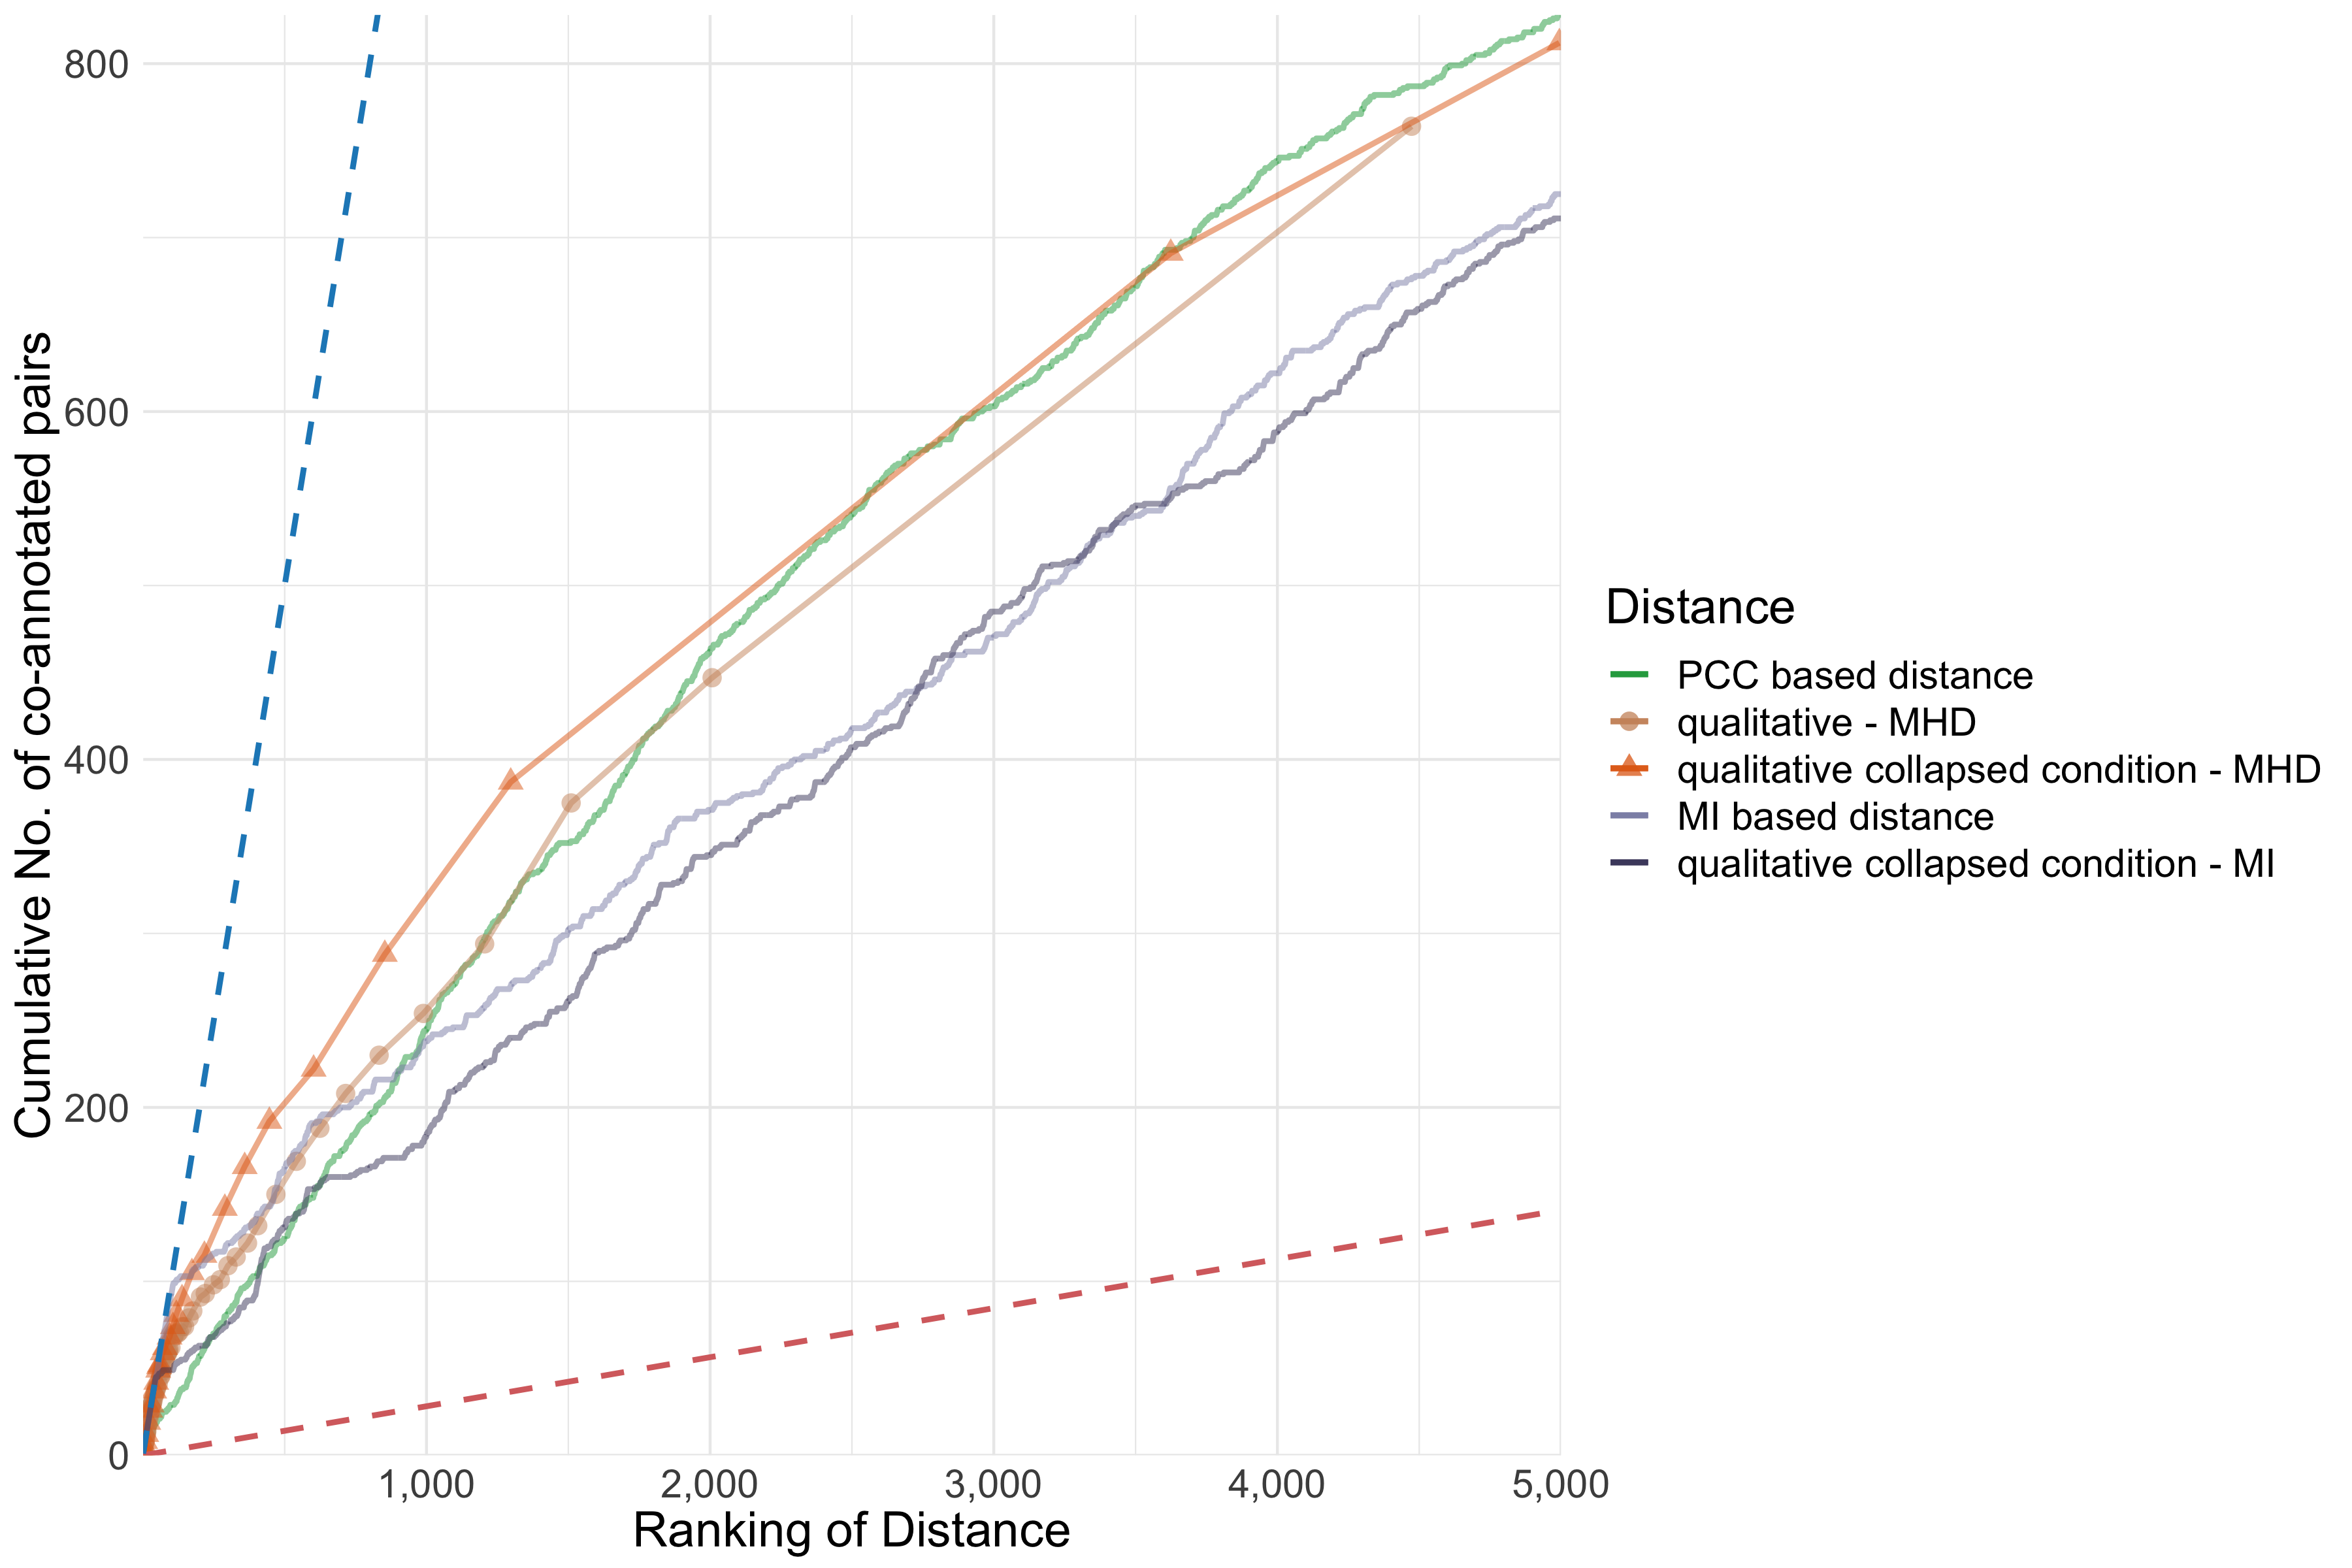 Cumulative No. of co-annotated pairs
800
600
400
200
0
1,000
2,000
3,000
4,000
5,000
Ranking of Distance
Distance
PCC based distance
qualitative - MHD
qualitative collapsed condition - MHD
MI based distance
qualitative collapsed condition - MI